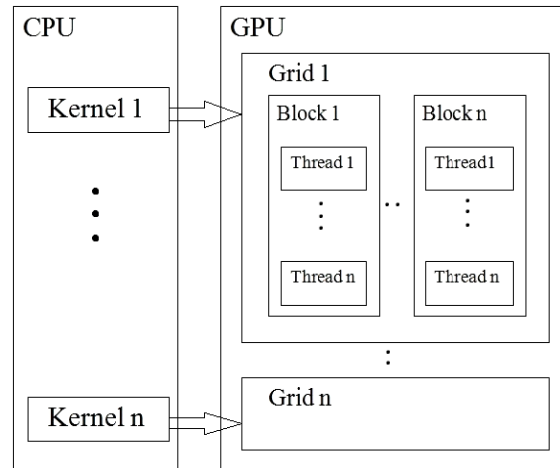 CPU
GPU
Kernel 1
Grid 1
Block 1
Block n
Thread 1
Thread1
Thread n
Thread n
Kernel n
Grid n